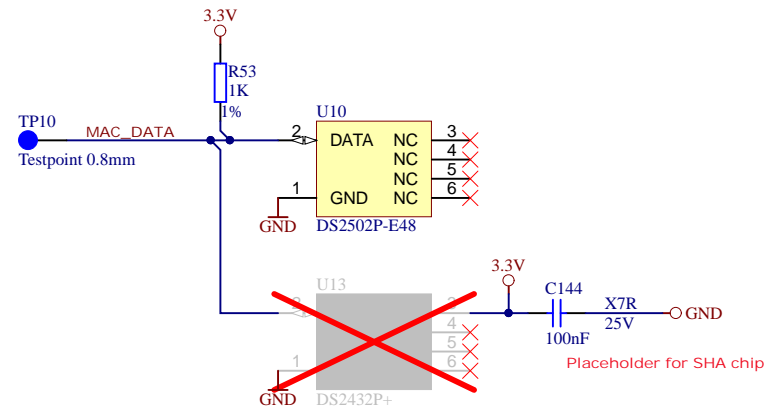 3.3V
R53
1K
1%
TP10
MAC_DATA
Testpoint 0.8mm
U10
2 DATA NC 3
NC 4
NC 5
1 GND NC 6
GND
DS2502P-E48
3.3V
U13
C144
X7R
GND
100nF
25V
4
5
1 6
GND
DS2432P+
Placeholder for SHA chip